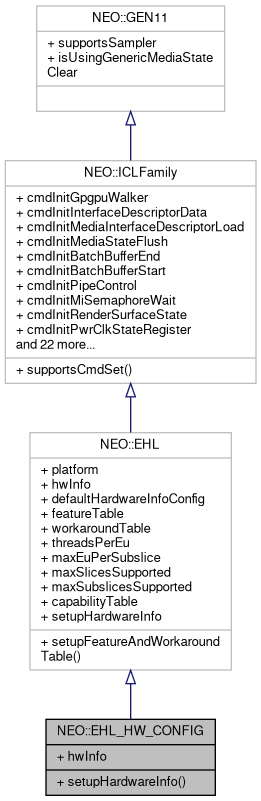 NEO::GEN11
+ supportsSampler
+ isUsingGenericMediaState
Clear
NEO::ICLFamily
+ cmdInitGpgpuWalker
+ cmdInitInterfaceDescriptorData
+ cmdInitMediaInterfaceDescriptorLoad
+ cmdInitMediaStateFlush
+ cmdInitBatchBufferEnd
+ cmdInitBatchBufferStart
+ cmdInitPipeControl
+ cmdInitMiSemaphoreWait
+ cmdInitRenderSurfaceState
+ cmdInitPwrClkStateRegister
and 22 more...
+ supportsCmdSet()
NEO::EHL
+ platform
+ hwInfo
+ defaultHardwareInfoConfig
+ featureTable
+ workaroundTable
+ threadsPerEu
+ maxEuPerSubslice
+ maxSlicesSupported
+ maxSubslicesSupported
+ capabilityTable
+ setupHardwareInfo
+ setupFeatureAndWorkaround
Table()
NEO::EHL_HW_CONFIG
+ hwInfo
+ setupHardwareInfo()